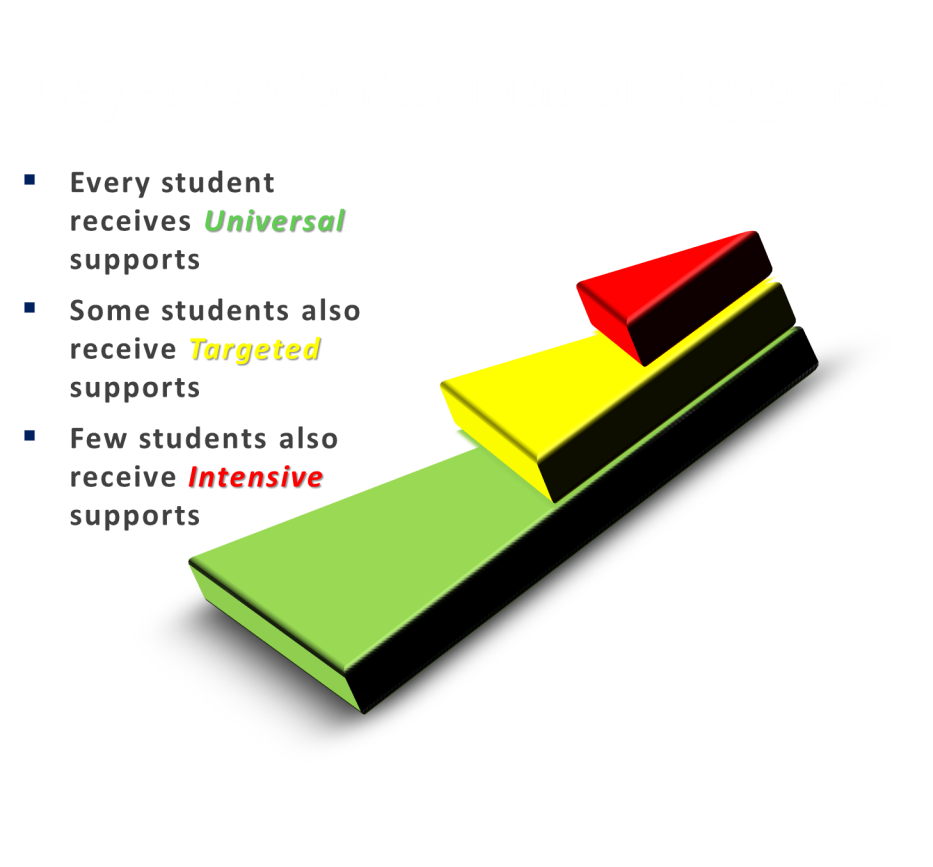 ▪ Every student
receives Universal
supports
▪ Some students also
receive Targeted
supports
▪ Few students also
receive Intensive
supports